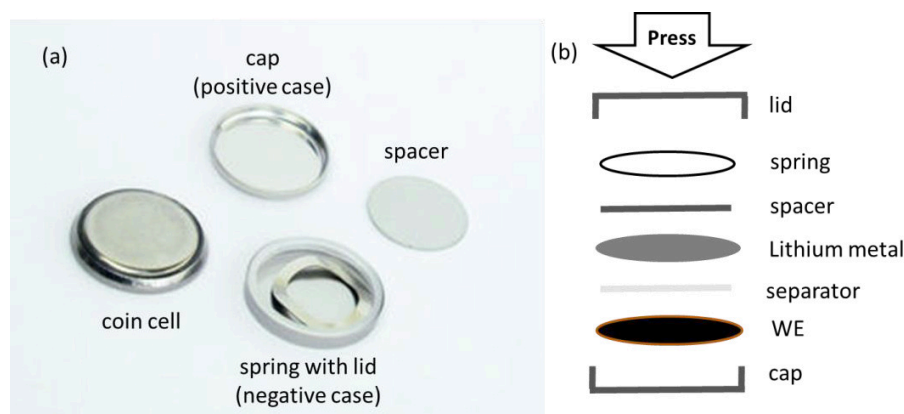 (a)
cap
(positive case)
spacer
coin cell
spring with lid
(negative case)
(b)
Press
lid
spring
spacer
Lithium metal
separator
WE
cap